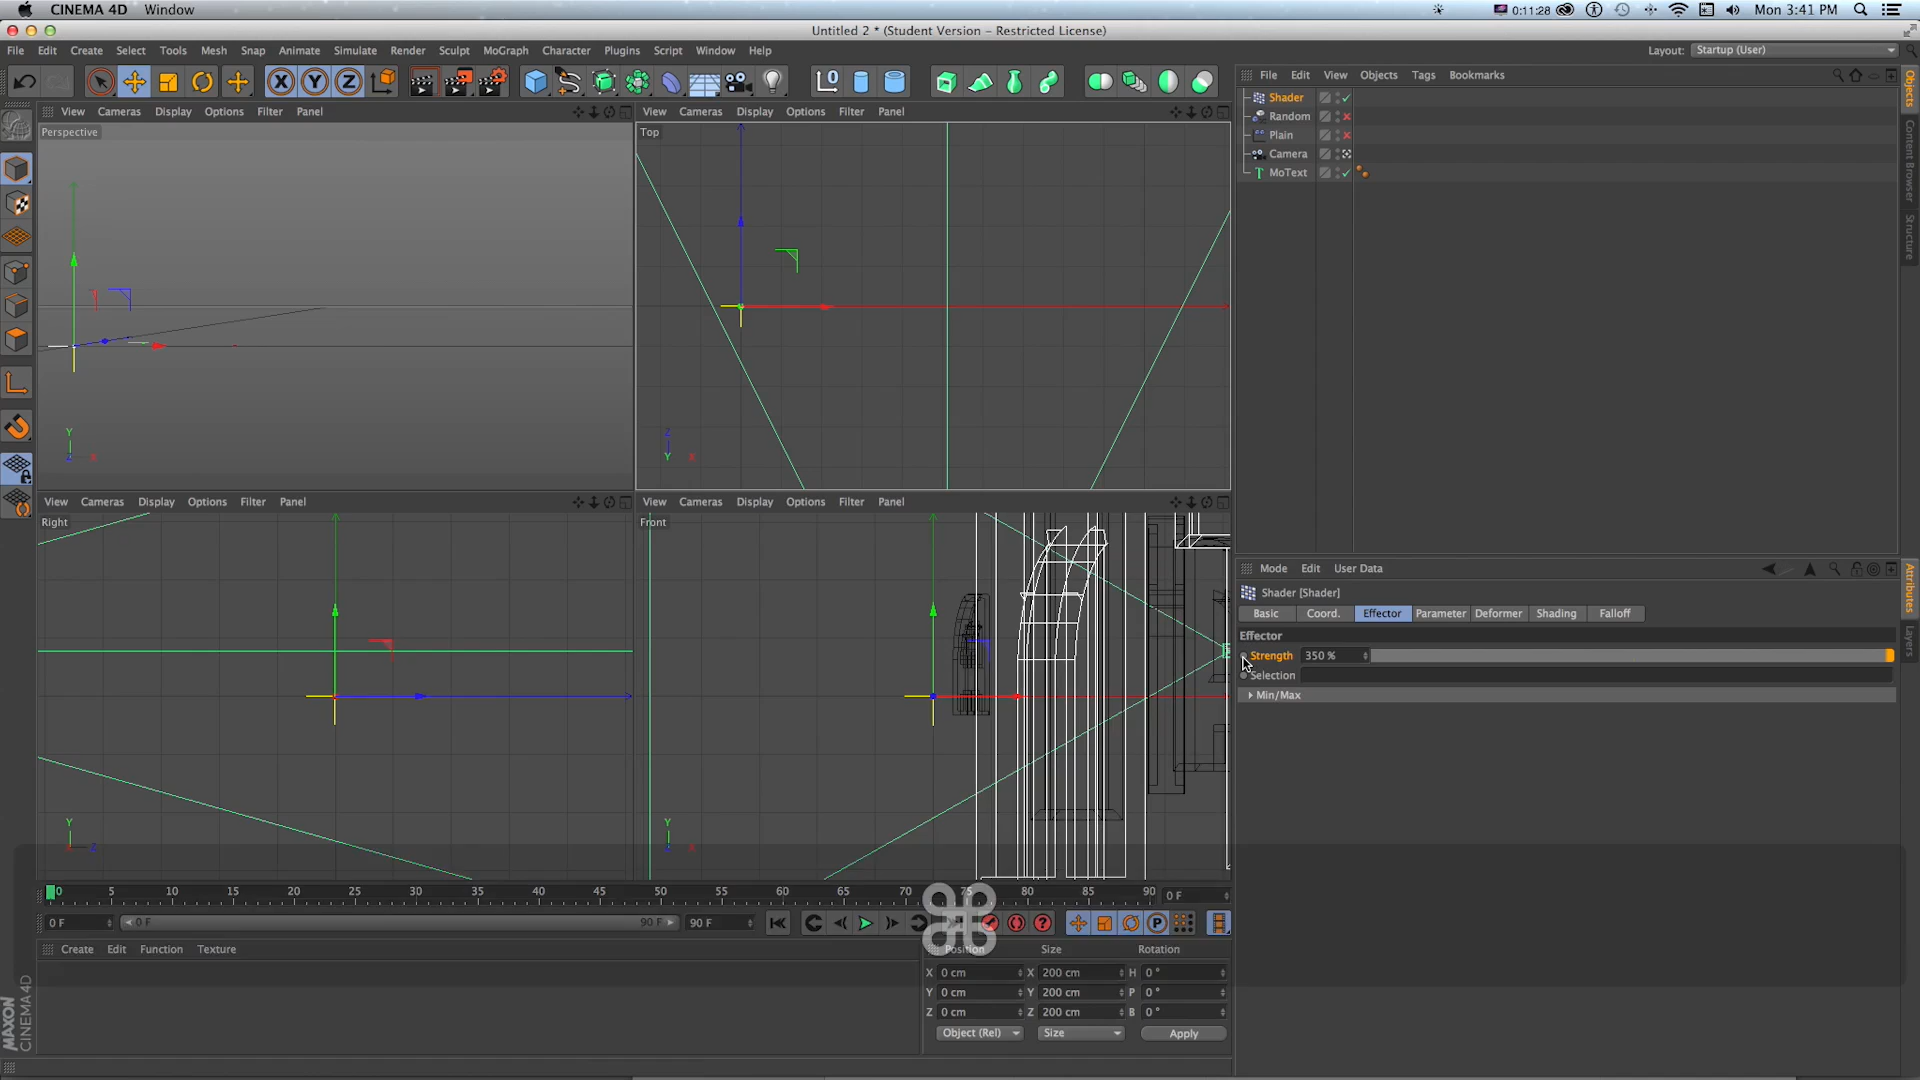 CINEMA 4D Window
0:11:28 Mon 3:41 PM
Untitled 2 * (Student Version – Restricted License)
File Edit Create Select Tools Mesh Snap Animate Simulate Render Sculpt MoGraph Character Plugins Script Window Help
Layout: Startup (User)
X Y Z
File Edit View Objects Tags Bookmarks
Shader
Random
Plain
Camera
MoText
Objects
Content Browser
Structure
View Cameras Display Options Filter Panel
Perspective
Y
Z X
View Cameras Display Options Filter Panel
Top
Z
Y X
View Cameras Display Options Filter Panel
Right
Y
X Z
View Cameras Display Options Filter Panel
Front
Y
Z X
Mode Edit User Data
Shader [Shader]
Basic Coord. Effector Parameter Deformer Shading Falloff
Effector
Strength 350 %
Selection
Min/Max
Attributes
Layers
0 5 10 15 20 25 30 35 40 45 50 55 60 65 70 75 80 85 90 0 F
0 F 0 F 90 F 90 F
Create Edit Function Texture
Position Size Rotation
X 0 cm X 200 cm H 0 °
Y 0 cm Y 200 cm P 0 °
Z 0 cm Z 200 cm B 0 °
Object (Rel) Size Apply
MAXON
CINEMA 4D